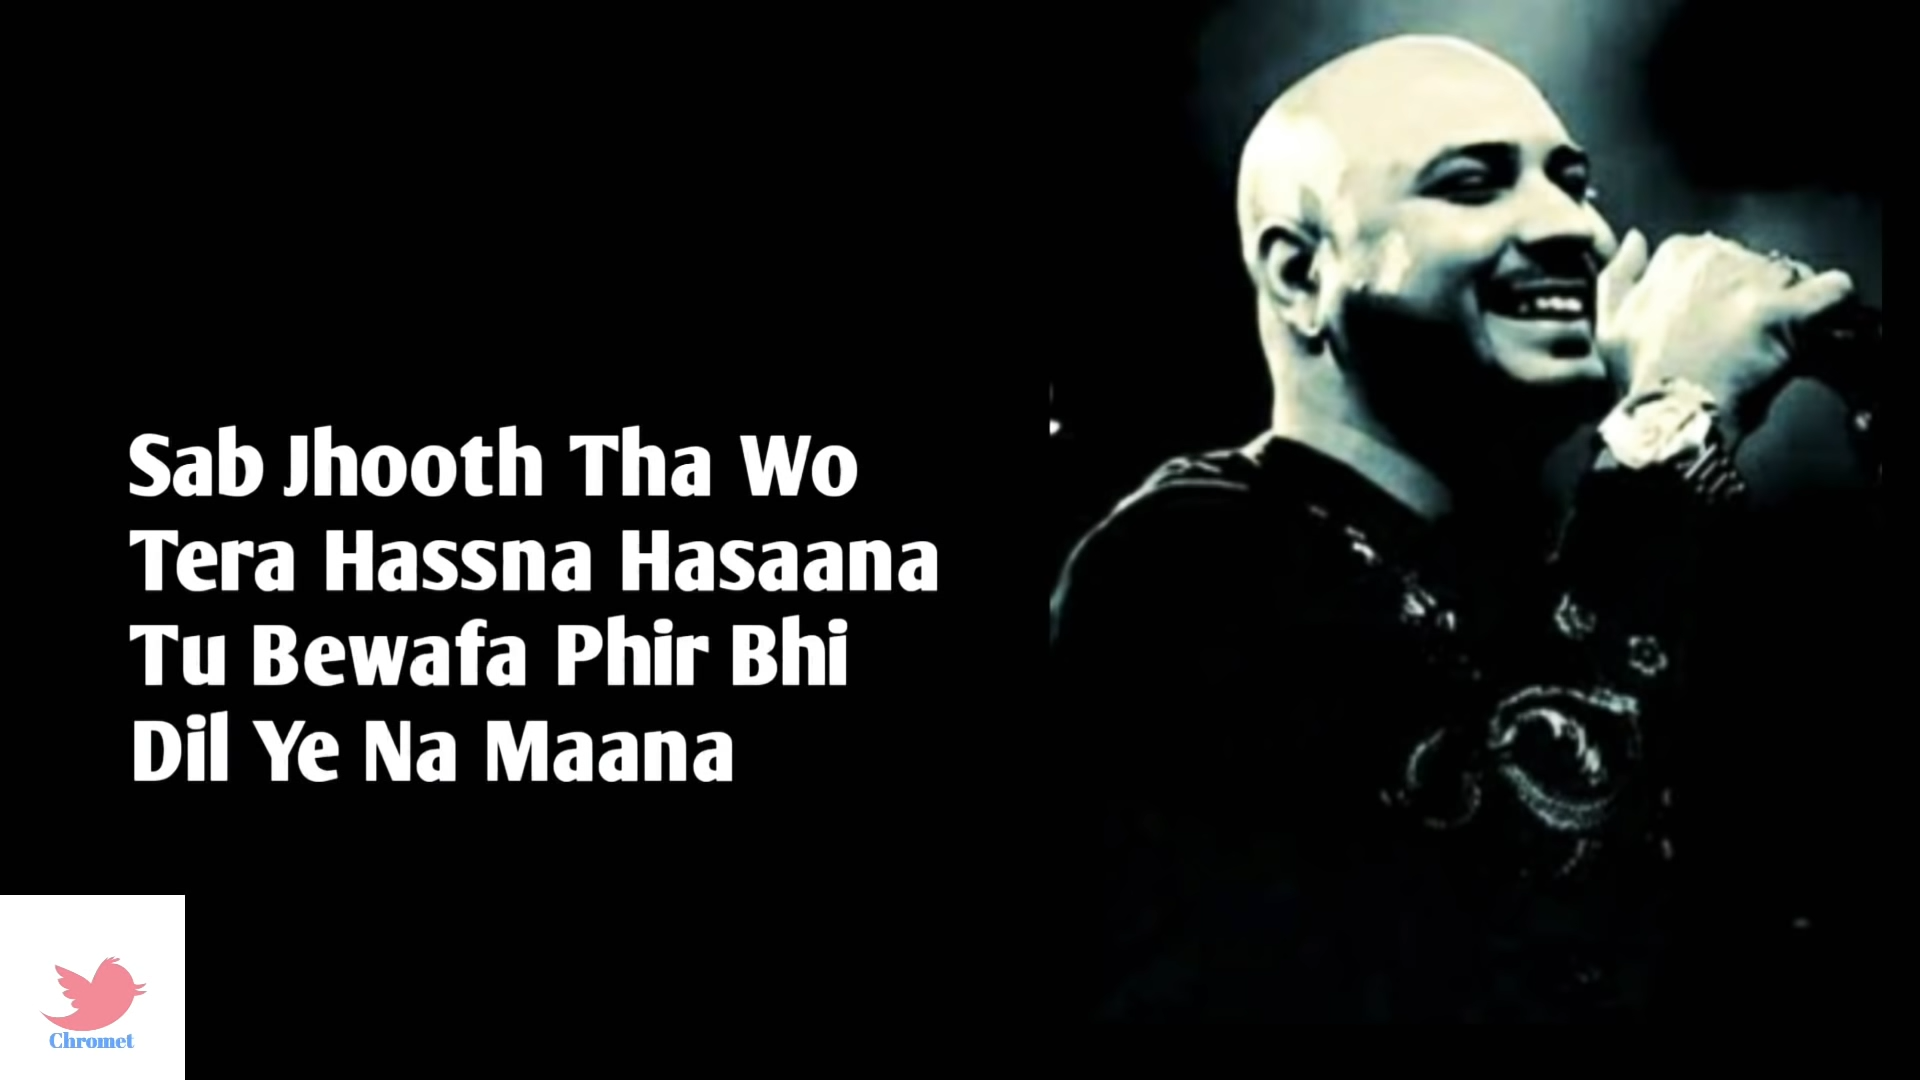 Sab Jhooth Tha Wo
Tera Hassna Hasaana
Tu Bewafa Phir Bhi
Dil Ye Na Maana
Chromet